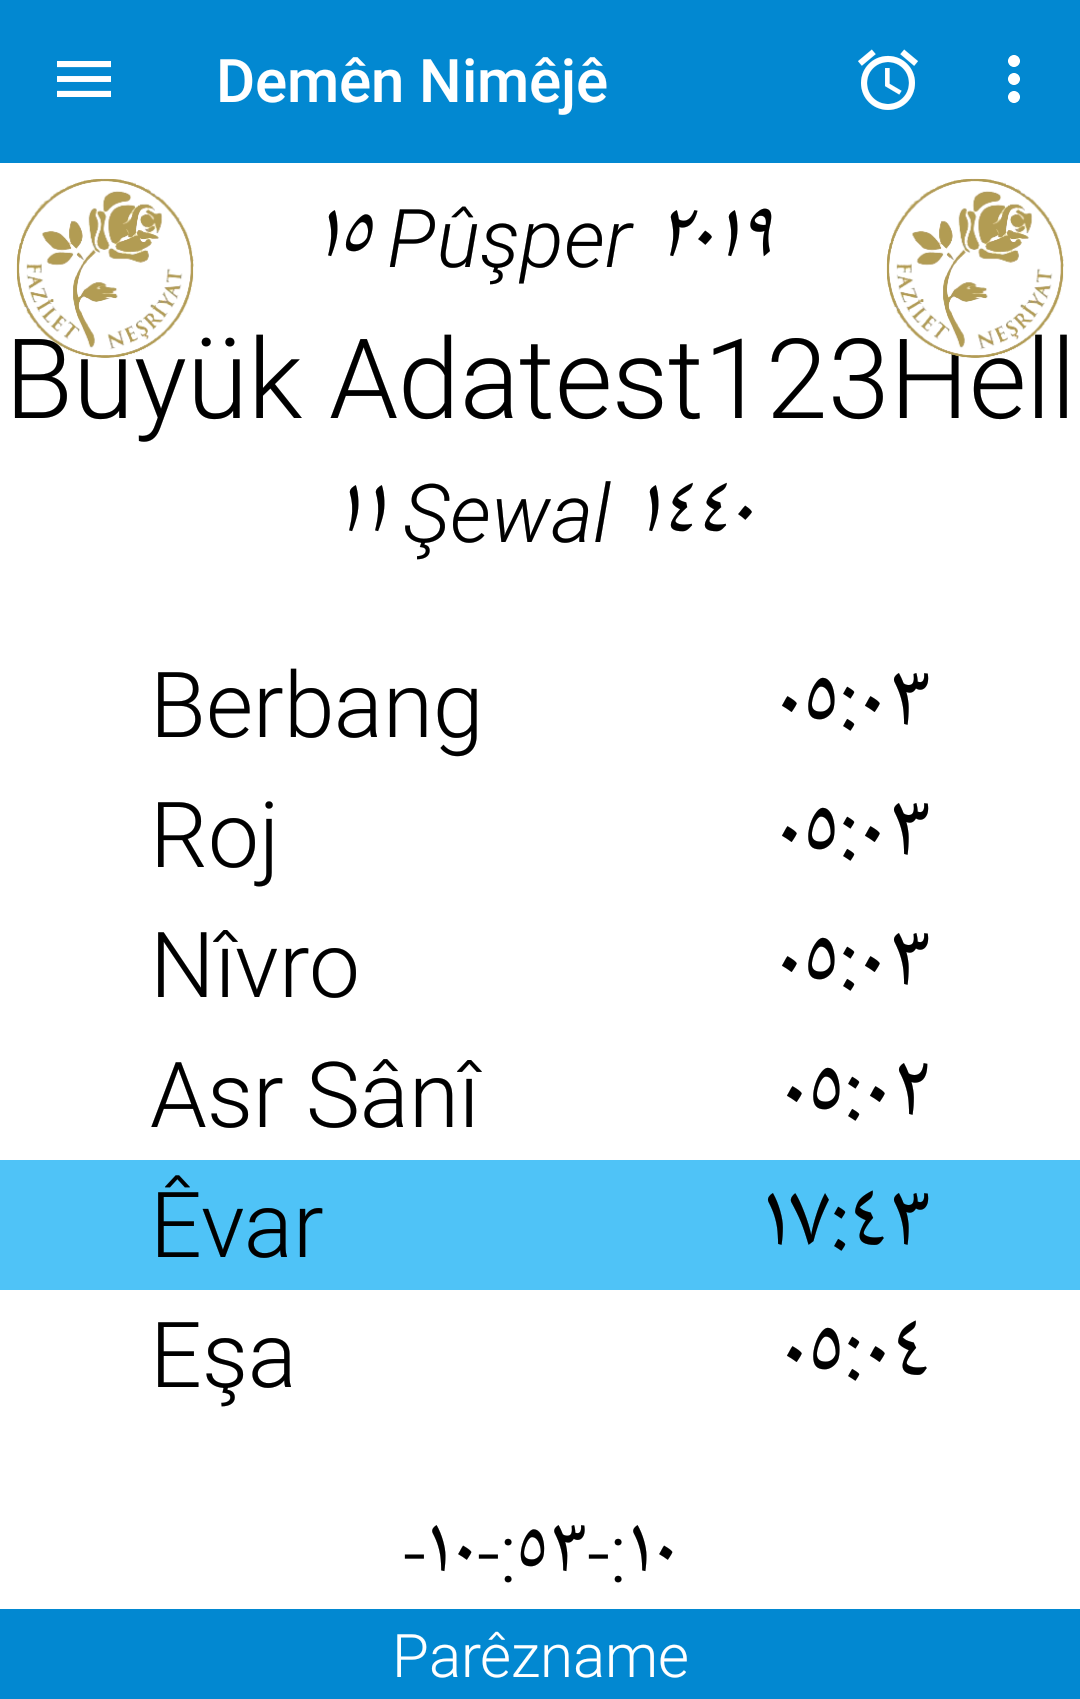 Demên Nimêjê
١٥ Pûşper ٢٠١٩
FAZİLET NEŞRİYAT
FAZİLET NEŞRİYAT
Büyük Adatest123Hell
١١ Şewal ١٤٤٠
Berbang ٠٥:٠٣
Roj ٠٥:٠٣
Nîvro ٠٥:٠٣
Asr Sânî ٠٥:٠٢
Êvar ١٧:٤٣
Eşa ٠٥:٠٤
-١٠-:٥٣-:١٠
Parêzname